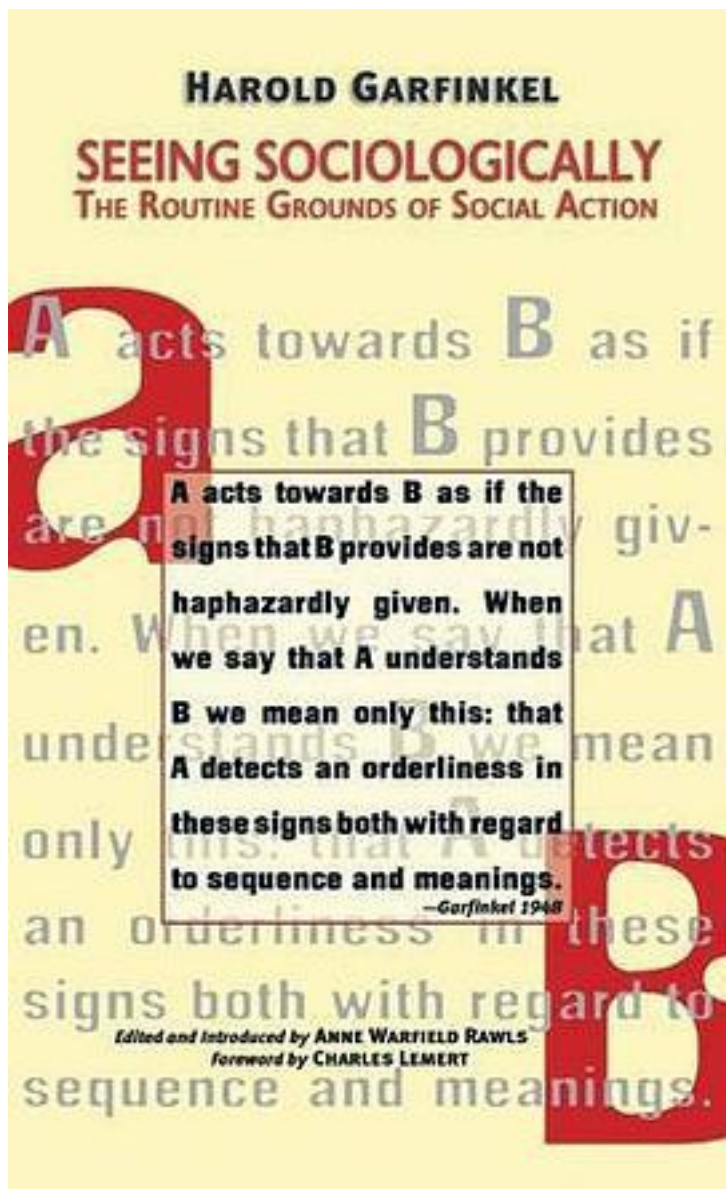 HAROLD GARFINKEL
SEEING SOCIOLOGICALLY
THE ROUTINE GROUNDS OF SOCIAL ACTION
A acts towards B as if
the signs that B provides
are not haphazardly giv-
en. When we say that A
understands B we mean
only this: that A detects
an orderliness in these
signs both with regard to
sequence and meanings.
A acts towards B as if the
signs that B provides are not
haphazardly given. When
we say that A understands
B we mean only this: that
A detects an orderliness in
these signs both with regard
to sequence and meanings.
—Garfinkel 1948
Edited and Introduced by ANNE WARFIELD RAWLS
Foreword by CHARLES LEMERT
a
B